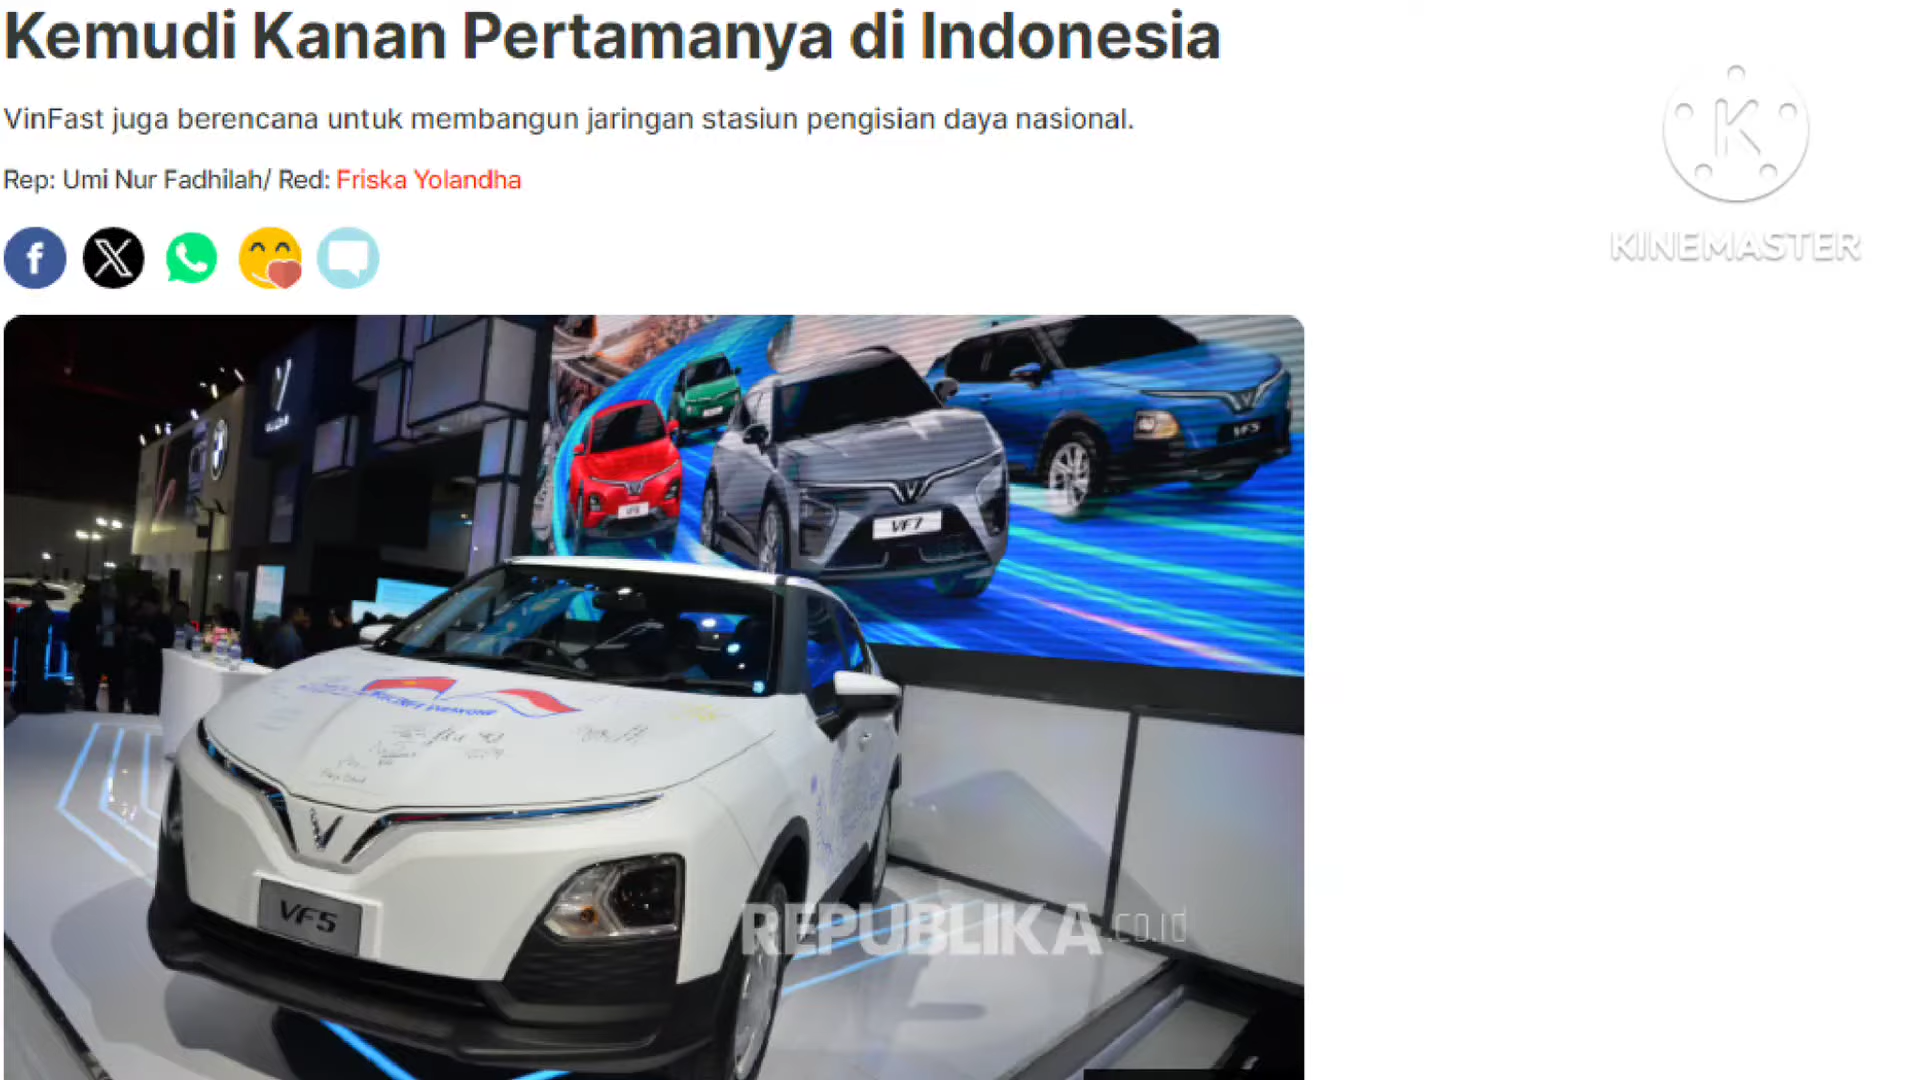 Kemudi Kanan Pertamanya di Indonesia
VinFast juga berencana untuk membangun jaringan stasiun pengisian daya nasional.
Rep: Umi Nur Fadhilah/ Red: Friska Yolandha
KINEMASTER
VF7
VF5
VF5
REPUBLIKA.co.id